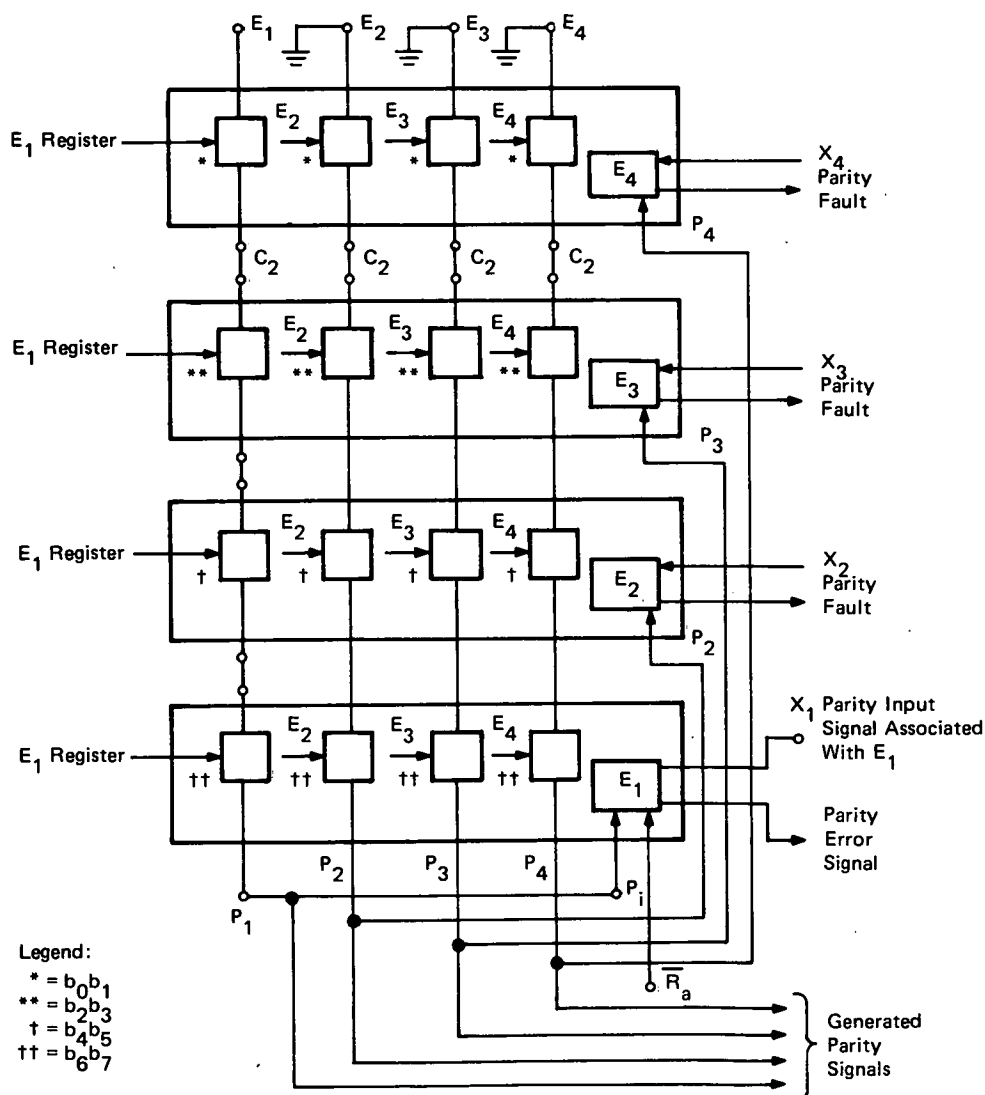 E1 E2 E3 E4
E1 Register * E2 * E3 * E4 *
E4
X4
Parity
Fault
P4
C2 C2 C2 C2
E1 Register ** E2 ** E3 ** E4 **
E3
X3
Parity
Fault
P3
E1 Register † E2 † E3 † E4 †
E2
X2
Parity
Fault
P2
E1 Register †† E2 †† E3 †† E4 ††
E1
X1 Parity Input
Signal Associated
With E1
Parity
Error
Signal
P2 P3 P4
P1
Pi
R̅a
Legend:
* = b0b1
** = b2b3
† = b4b5
†† = b6b7
Generated
Parity
Signals